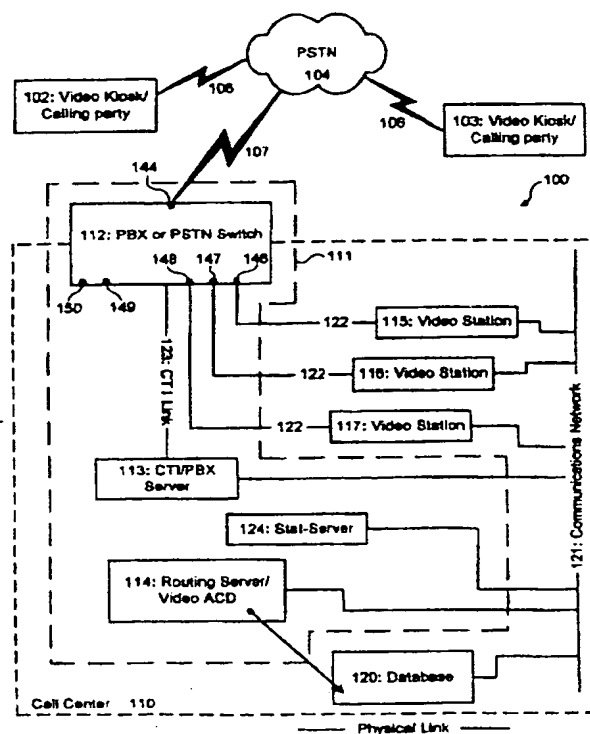 PSTN
104
106
102: Video Kiosk/
Calling party
106
103: Video Kiosk/
Calling party
107
144
100
112: PBX or PSTN Switch
148
147
146
111
150
149
122
115: Video Station
123: CTI Link
122
116: Video Station
122
117: Video Station
121: Communications Network
113: CTI/PBX
Server
124: Stat-Server
114: Routing Server/
Video ACD
120: Database
Call Center 110
Physical Link